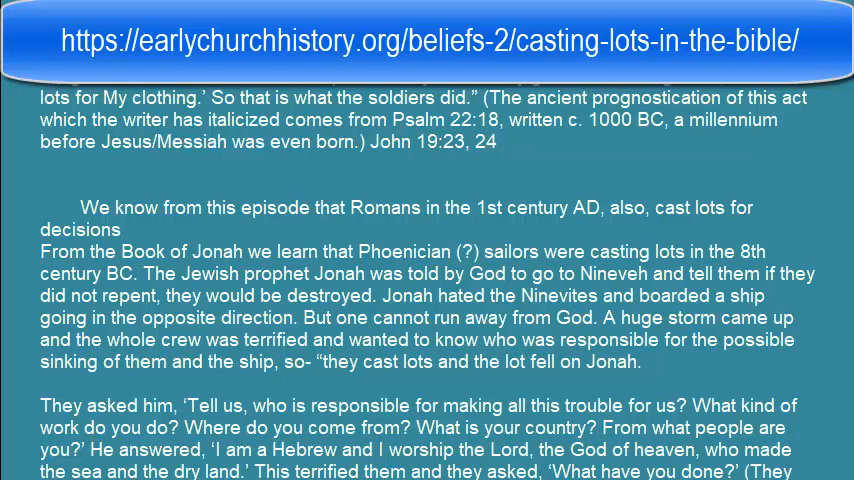 https://earlychurchhistory.org/beliefs-2/casting-lots-in-the-bible/
lots for My clothing.’ So that is what the soldiers did.” (The ancient prognostication of this act
which the writer has italicized comes from Psalm 22:18, written c. 1000 BC, a millennium
before Jesus/Messiah was even born.) John 19:23, 24
We know from this episode that Romans in the 1st century AD, also, cast lots for
decisions
From the Book of Jonah we learn that Phoenician (?) sailors were casting lots in the 8th
century BC. The Jewish prophet Jonah was told by God to go to Nineveh and tell them if they
did not repent, they would be destroyed. Jonah hated the Ninevites and boarded a ship
going in the opposite direction. But one cannot run away from God. A huge storm came up
and the whole crew was terrified and wanted to know who was responsible for the possible
sinking of them and the ship, so- “they cast lots and the lot fell on Jonah.
They asked him, ‘Tell us, who is responsible for making all this trouble for us? What kind of
work do you do? Where do you come from? What is your country? From what people are
you?’ He answered, ‘I am a Hebrew and I worship the Lord, the God of heaven, who made
the sea and the dry land.’ This terrified them and they asked, ‘What have you done?’ (They